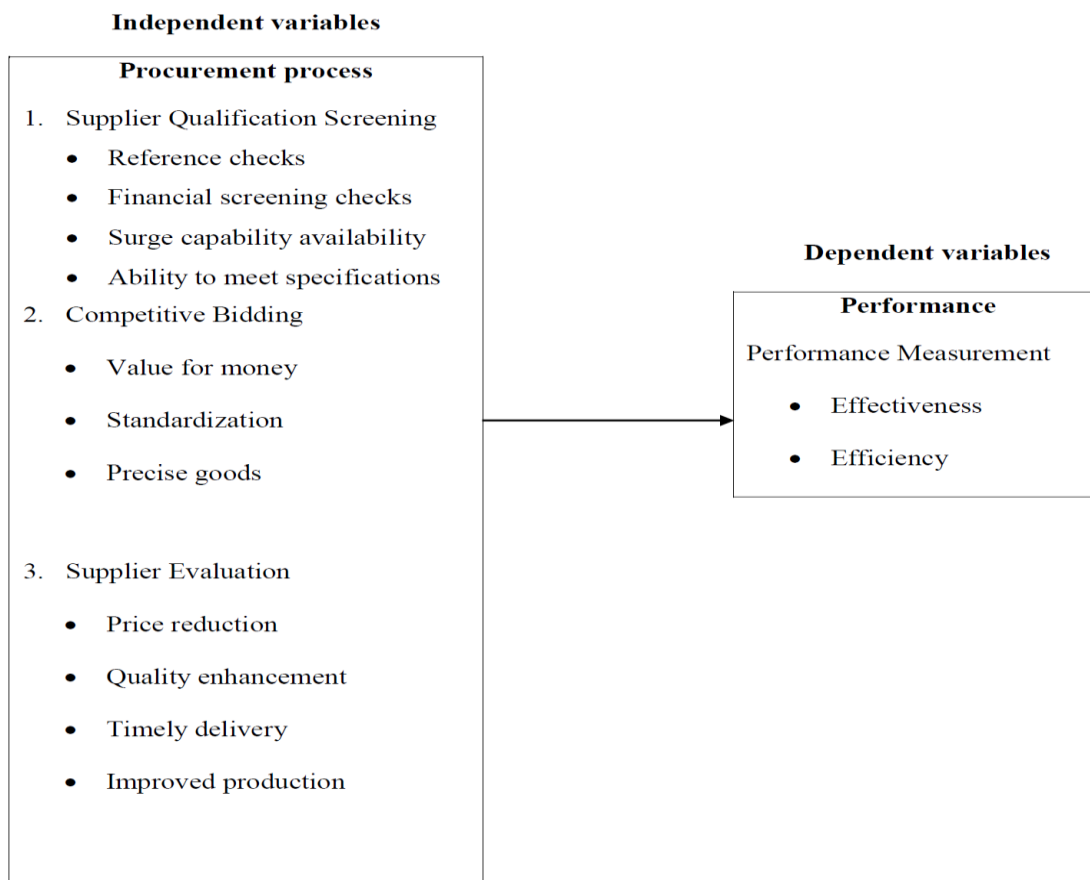 Independent variables
Procurement process
1. Supplier Qualification Screening
• Reference checks
• Financial screening checks
• Surge capability availability
• Ability to meet specifications
2. Competitive Bidding
• Value for money
• Standardization
• Precise goods
3. Supplier Evaluation
• Price reduction
• Quality enhancement
• Timely delivery
• Improved production
Dependent variables
Performance
Performance Measurement
• Effectiveness
• Efficiency